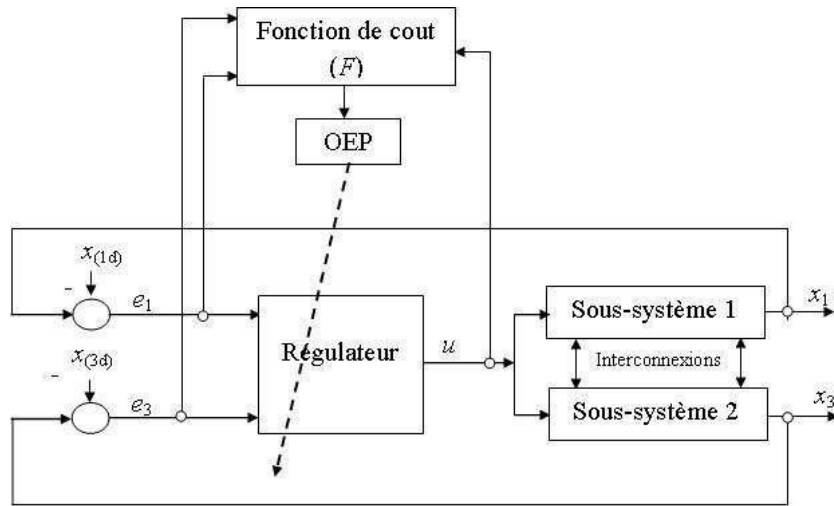 Fonction de cout
(F)
OEP
x(1d)
-
e1
x(3d)
-
e3
Régulateur
u
Sous-système 1
x1
Interconnexions
Sous-système 2
x3